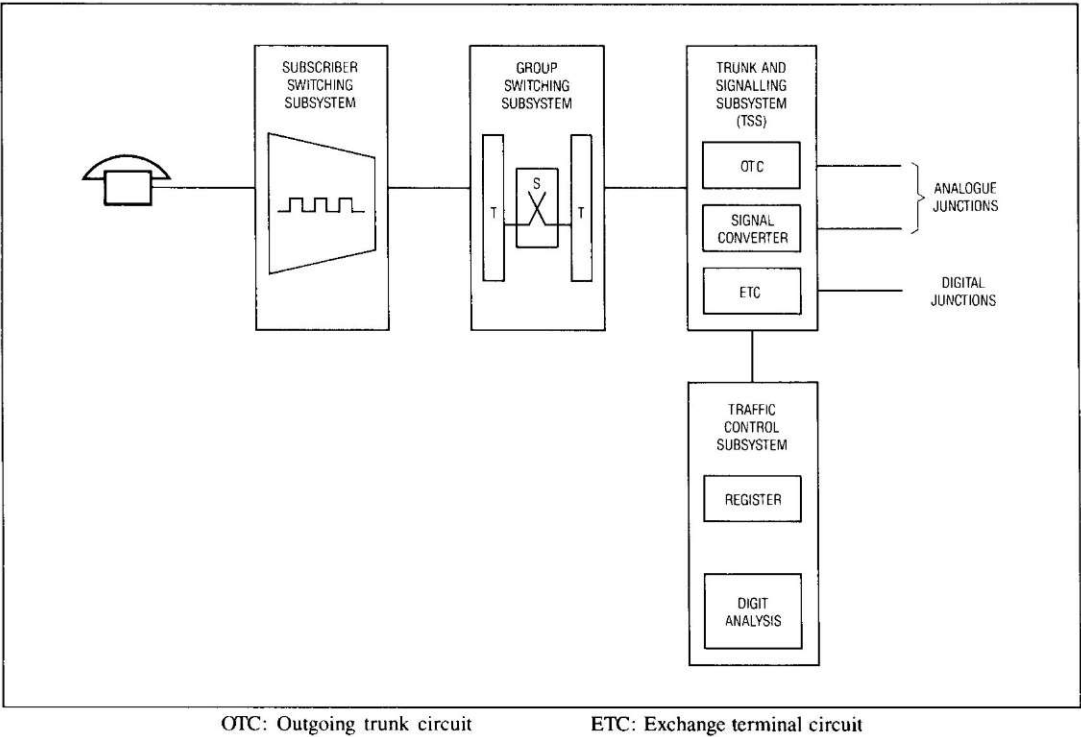 SUBSCRIBER
SWITCHING
SUBSYSTEM
GROUP
SWITCHING
SUBSYSTEM
T
S
T
TRUNK AND
SIGNALLING
SUBSYSTEM
(TSS)
OTC
SIGNAL
CONVERTER
ETC
ANALOGUE
JUNCTIONS
DIGITAL
JUNCTIONS
TRAFFIC
CONTROL
SUBSYSTEM
REGISTER
DIGIT
ANALYSIS
OTC: Outgoing trunk circuit
ETC: Exchange terminal circuit